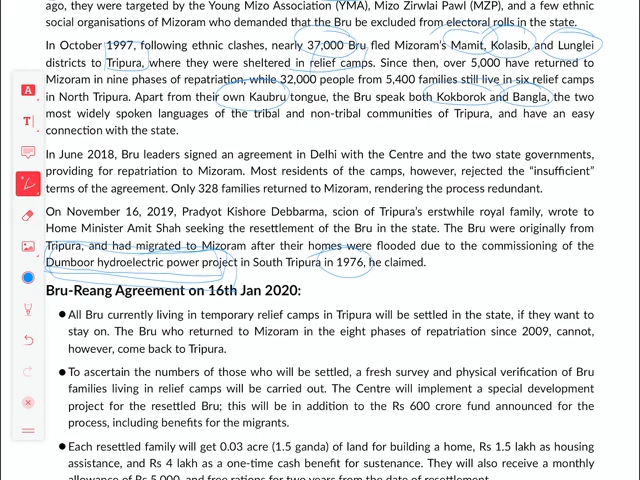 ago, they were targeted by the Young Mizo Association (YMA), Mizo Zirwlai Pawl (MZP), and a few ethnic
social organisations of Mizoram who demanded that the Bru be excluded from electoral rolls in the state.
In October 1997, following ethnic clashes, nearly 37,000 Bru fled Mizoram's Mamit, Kolasib, and Lunglei
districts to Tripura, where they were sheltered in relief camps. Since then, over 5,000 have returned to
Mizoram in nine phases of repatriation, while 32,000 people from 5,400 families still live in six relief camps
in North Tripura. Apart from their own Kaubru tongue, the Bru speak both Kokborok and Bangla, the two
most widely spoken languages of the tribal and non-tribal communities of Tripura, and have an easy
connection with the state.
In June 2018, Bru leaders signed an agreement in Delhi with the Centre and the two state governments,
providing for repatriation to Mizoram. Most residents of the camps, however, rejected the "insufficient"
terms of the agreement. Only 328 families returned to Mizoram, rendering the process redundant.
On November 16, 2019, Pradyot Kishore Debbarma, scion of Tripura's erstwhile royal family, wrote to
Home Minister Amit Shah seeking the resettlement of the Bru in the state. The Bru were originally from
Tripura, and had migrated to Mizoram after their homes were flooded due to the commissioning of the
Dumboor hydroelectric power project in South Tripura in 1976, he claimed.
Bru-Reang Agreement on 16th Jan 2020:
● All Bru currently living in temporary relief camps in Tripura will be settled in the state, if they want to
stay on. The Bru who returned to Mizoram in the eight phases of repatriation since 2009, cannot,
however, come back to Tripura.
● To ascertain the numbers of those who will be settled, a fresh survey and physical verification of Bru
families living in relief camps will be carried out. The Centre will implement a special development
project for the resettled Bru; this will be in addition to the Rs 600 crore fund announced for the
process, including benefits for the migrants.
● Each resettled family will get 0.03 acre (1.5 ganda) of land for building a home, Rs 1.5 lakh as housing
assistance, and Rs 4 lakh as a one-time cash benefit for sustenance. They will also receive a monthly
allowance of Rs 5,000, and free rations for two years from the date of resettlement.